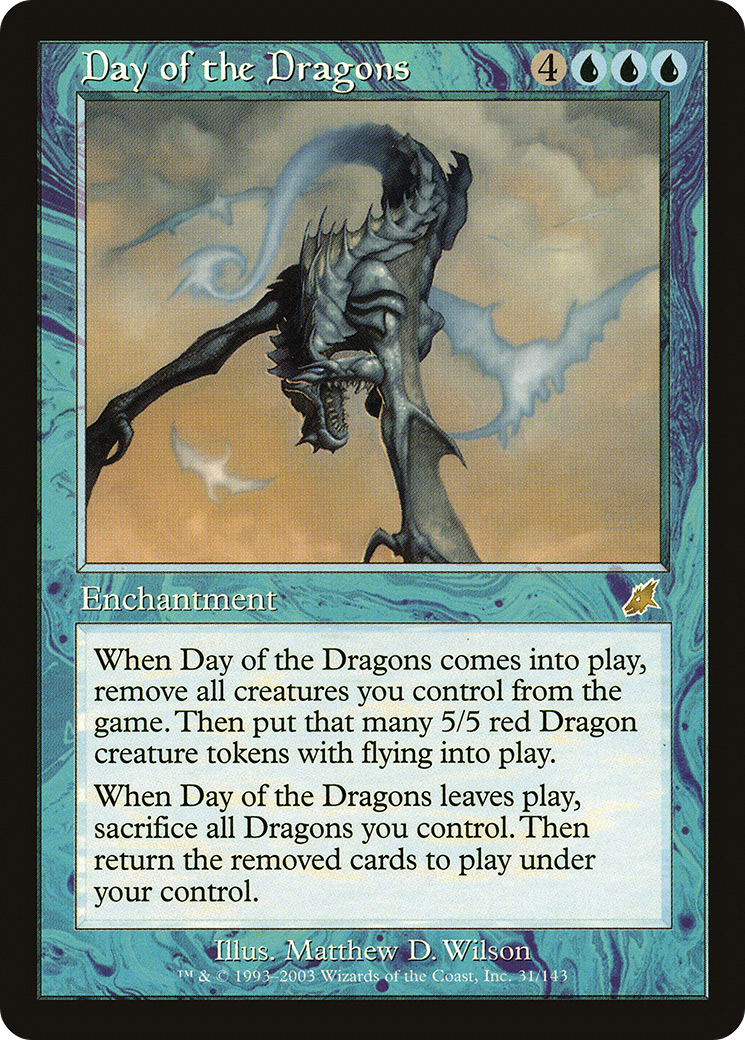 Day of the Dragons 4
Enchantment
When Day of the Dragons comes into play,
remove all creatures you control from the
game. Then put that many 5/5 red Dragon
creature tokens with flying into play.
When Day of the Dragons leaves play,
sacrifice all Dragons you control. Then
return the removed cards to play under
your control.
Illus. Matthew D. Wilson
™ & © 1993–2003 Wizards of the Coast, Inc. 31/143